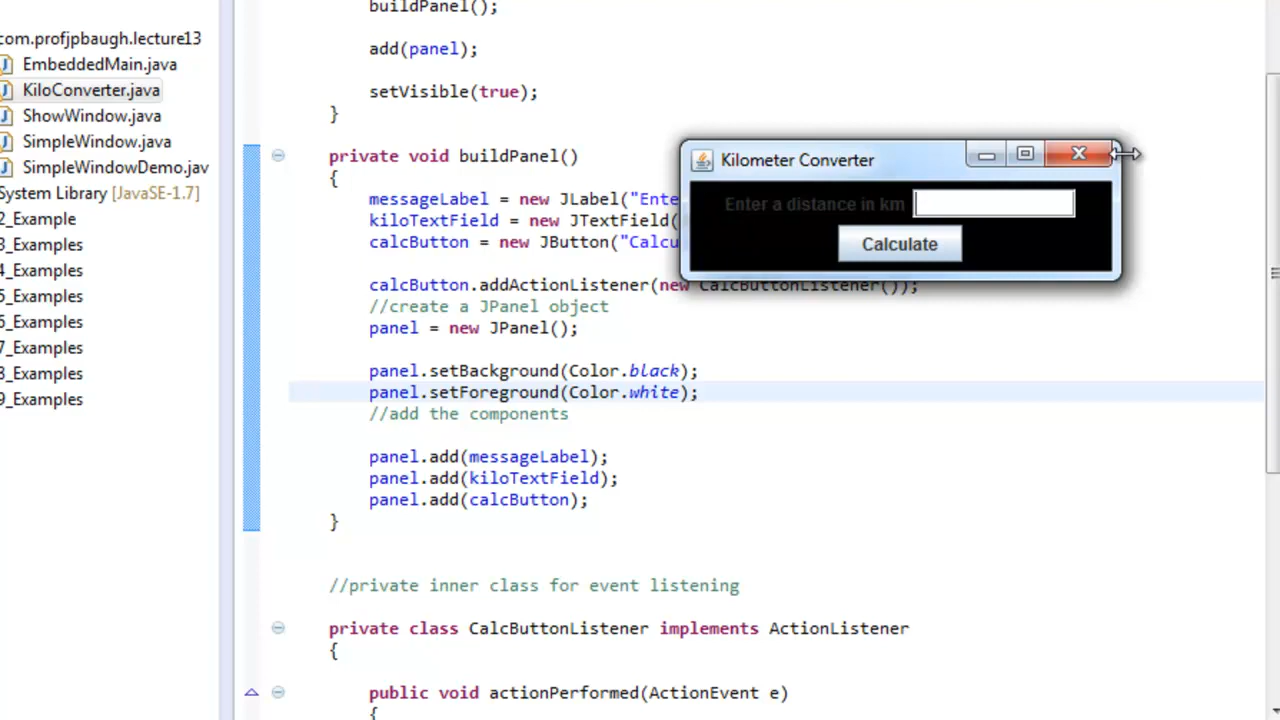 com.profjpbaugh.lecture13
EmbeddedMain.java
KiloConverter.java
ShowWindow.java
SimpleWindow.java
SimpleWindowDemo.jav
System Library [JavaSE-1.7]
2_Example
3_Examples
4_Examples
5_Examples
6_Examples
7_Examples
8_Examples
9_Examples
buildPanel();
add(panel);
setVisible(true);
}
private void buildPanel()
{
messageLabel = new JLabel("Ente
kiloTextField = new JTextField(
calcButton = new JButton("Calcu
calcButton.addActionListener(new CalcButtonListener());
//create a JPanel object
panel = new JPanel();
panel.setBackground(Color.black);
panel.setForeground(Color.white);
//add the components
panel.add(messageLabel);
panel.add(kiloTextField);
panel.add(calcButton);
}
//private inner class for event listening
private class CalcButtonListener implements ActionListener
{
public void actionPerformed(ActionEvent e)
{
Kilometer Converter
Enter a distance in km
Calculate